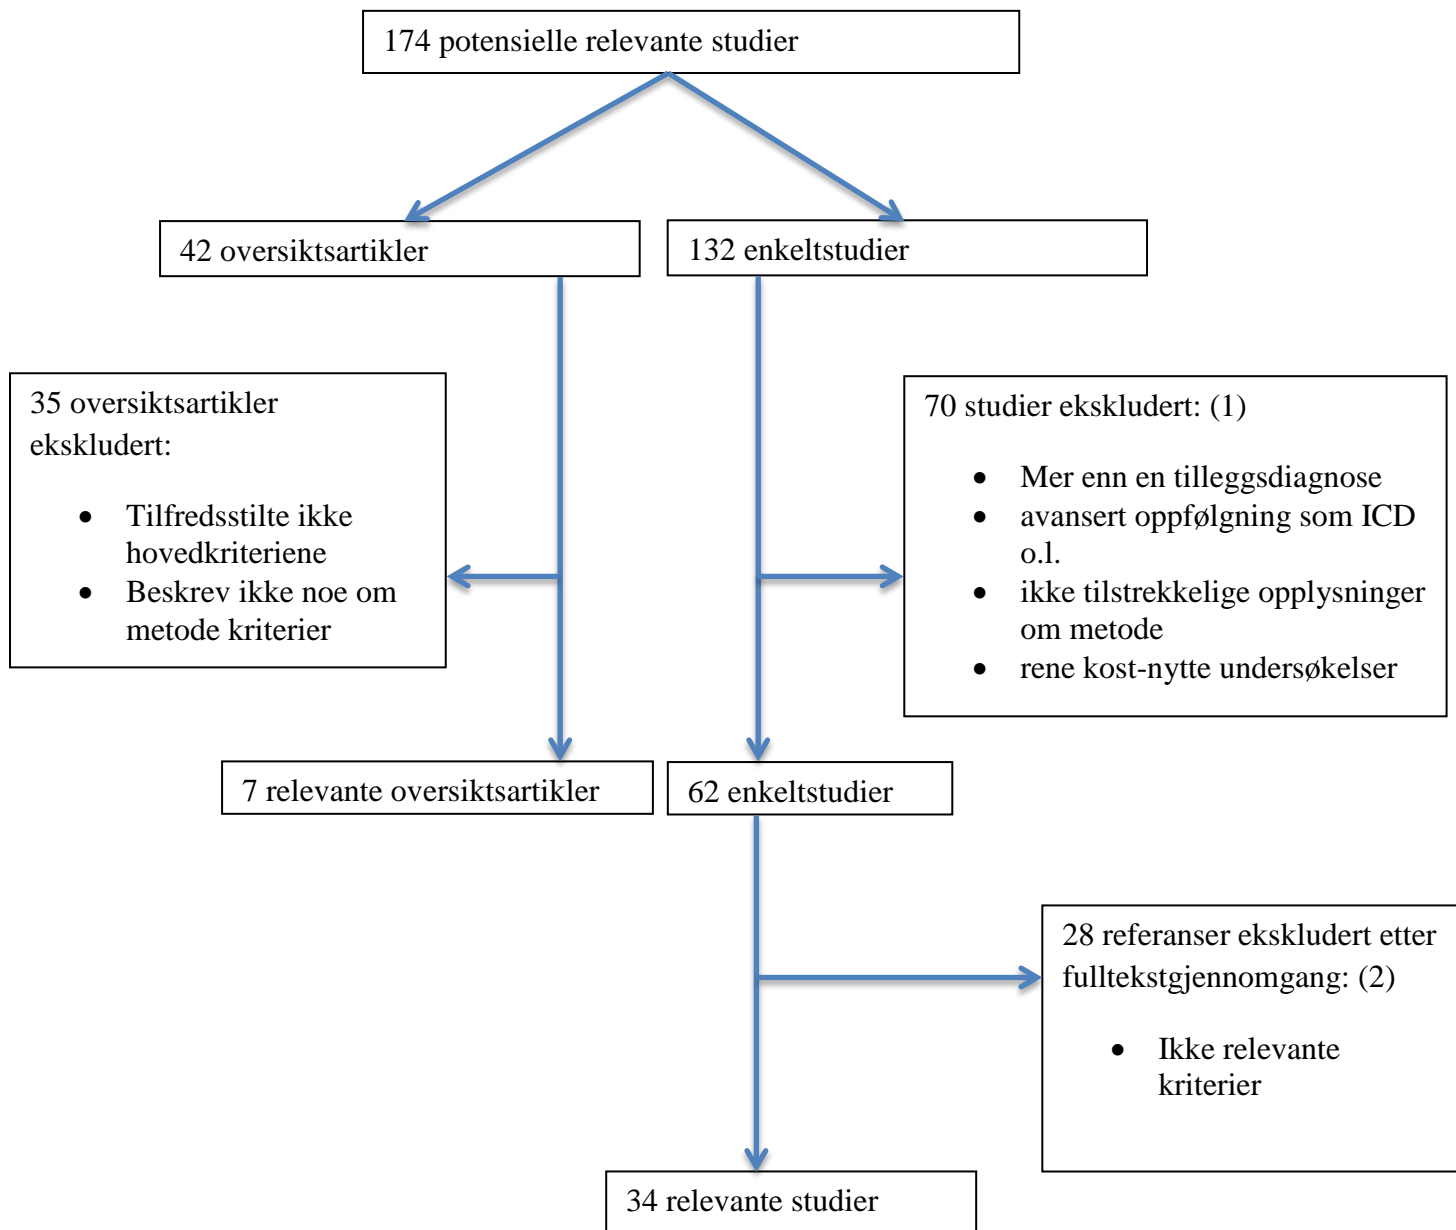 174 potensielle relevante studier
42 oversiktsartikler
132 enkeltstudier
35 oversiktsartikler
ekskludert:
• Tilfredsstilte ikke
hovedkriteriene
• Beskrev ikke noe om
metode kriterier
70 studier ekskludert: (1)
• Mer enn en tilleggsdiagnose
• avansert oppfølgning som ICD
o.l.
• ikke tilstrekkelige opplysninger
om metode
• rene kost-nytte undersøkelser
7 relevante oversiktsartikler
62 enkeltstudier
28 referanser ekskludert etter
fulltekstgjennomgang: (2)
• Ikke relevante
kriterier
34 relevante studier